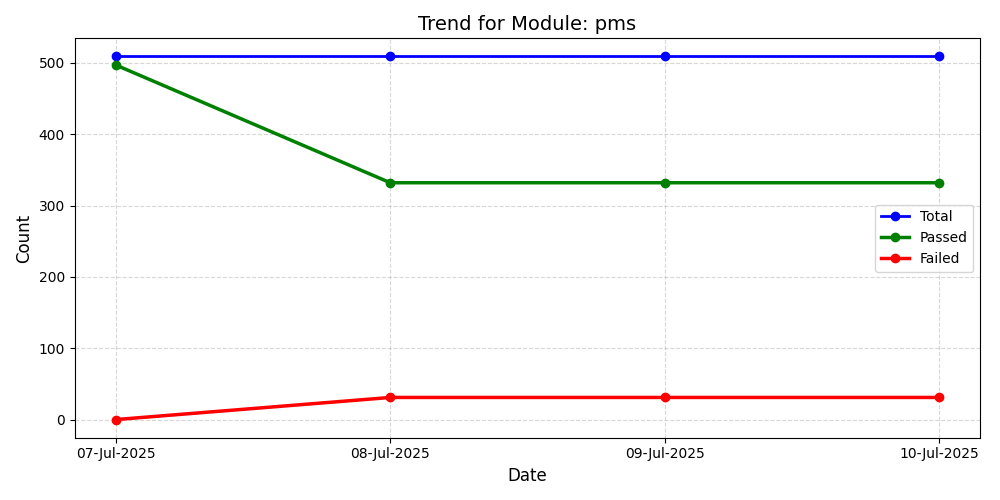 Trend for Module: pms
Count
500
400
300
200
100
0
Total
Passed
Failed
07-Jul-2025
08-Jul-2025
09-Jul-2025
10-Jul-2025
Date